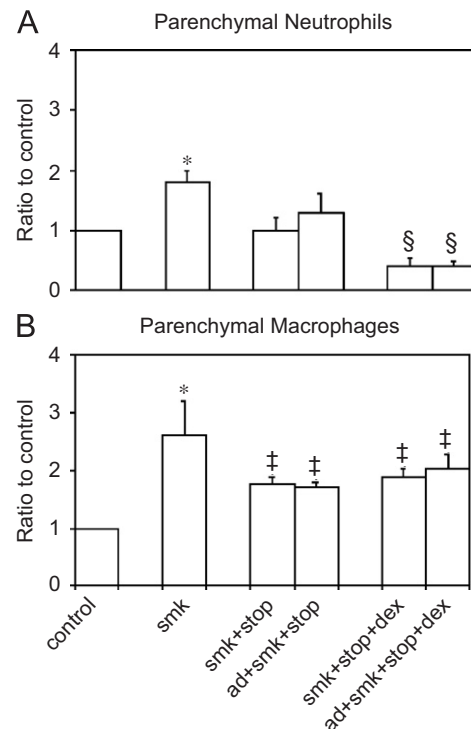 A
Parenchymal Neutrophils
Ratio to control
4
3
2
1
0
*
§
§
B
Parenchymal Macrophages
Ratio to control
4
3
2
1
0
*
‡
‡
‡
‡
control
smk
smk+stop
ad+smk+stop
smk+stop+dex
ad+smk+stop+dex